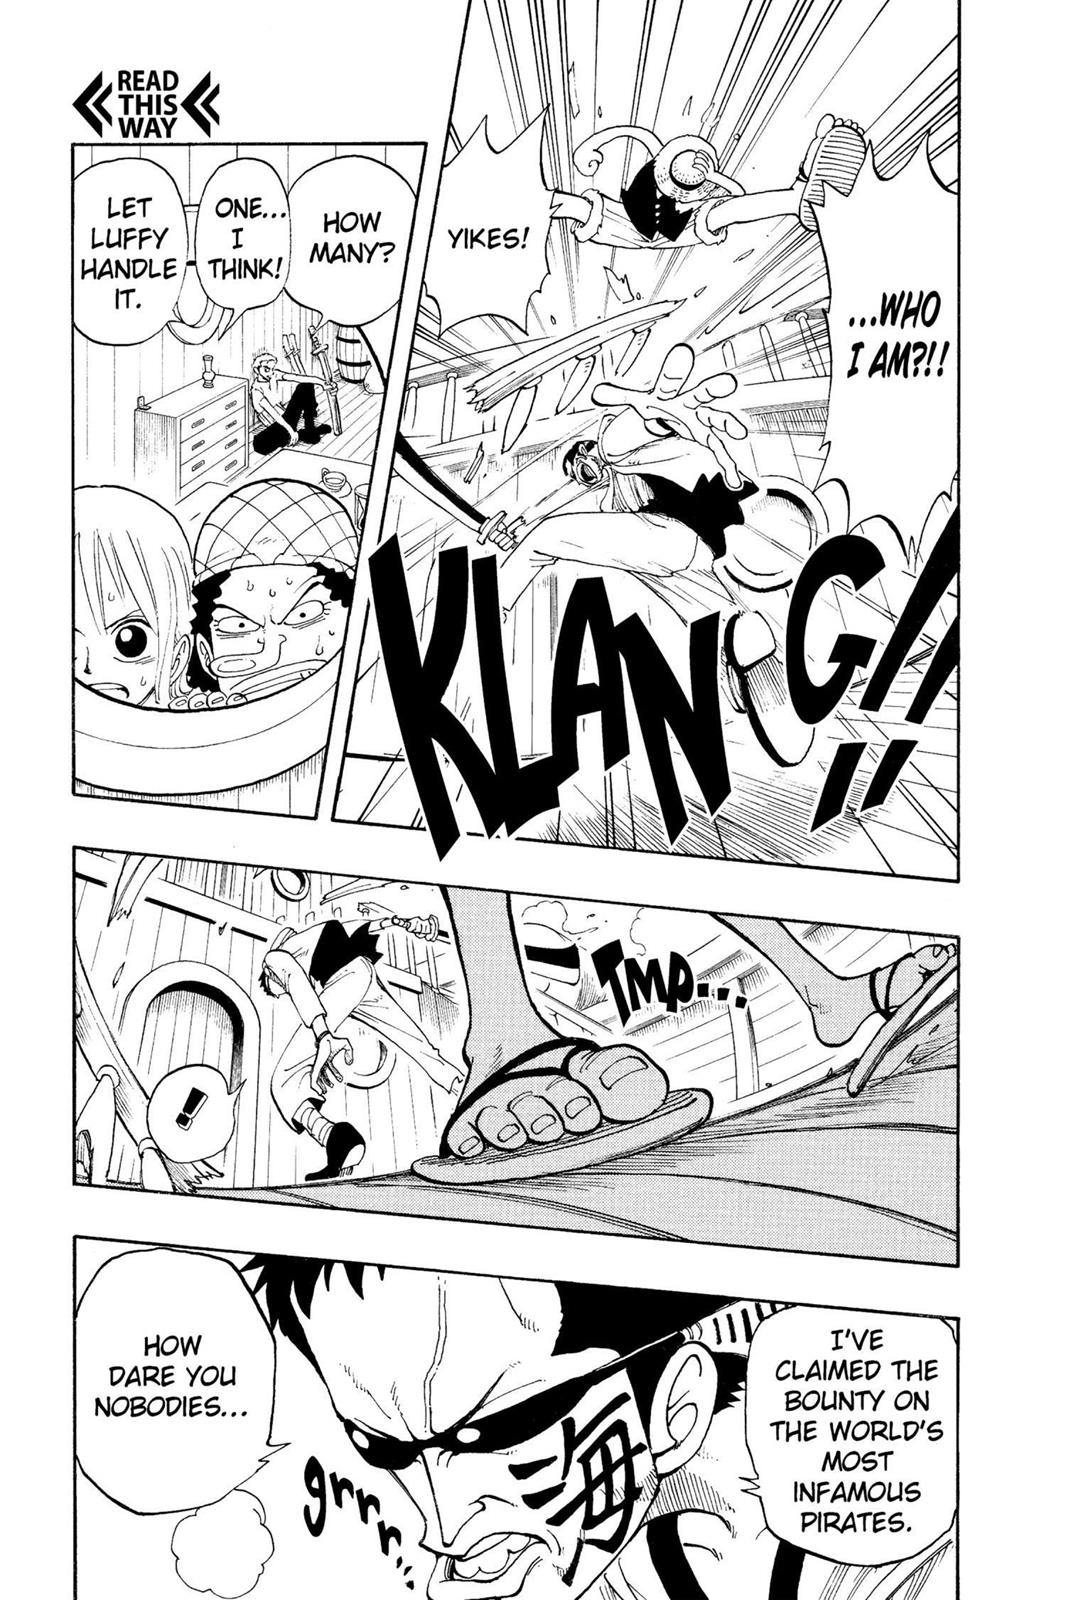 READ
THIS
WAY
...WHO
I AM?!!
YIKES!
KLANG!!
HOW
MANY?
ONE...
I
THINK!
LET
LUFFY
HANDLE
IT.
TMP...
!
I'VE
CLAIMED THE
BOUNTY ON
THE WORLD'S
MOST
INFAMOUS
PIRATES.
海
grrr...
HOW
DARE YOU
NOBODIES...